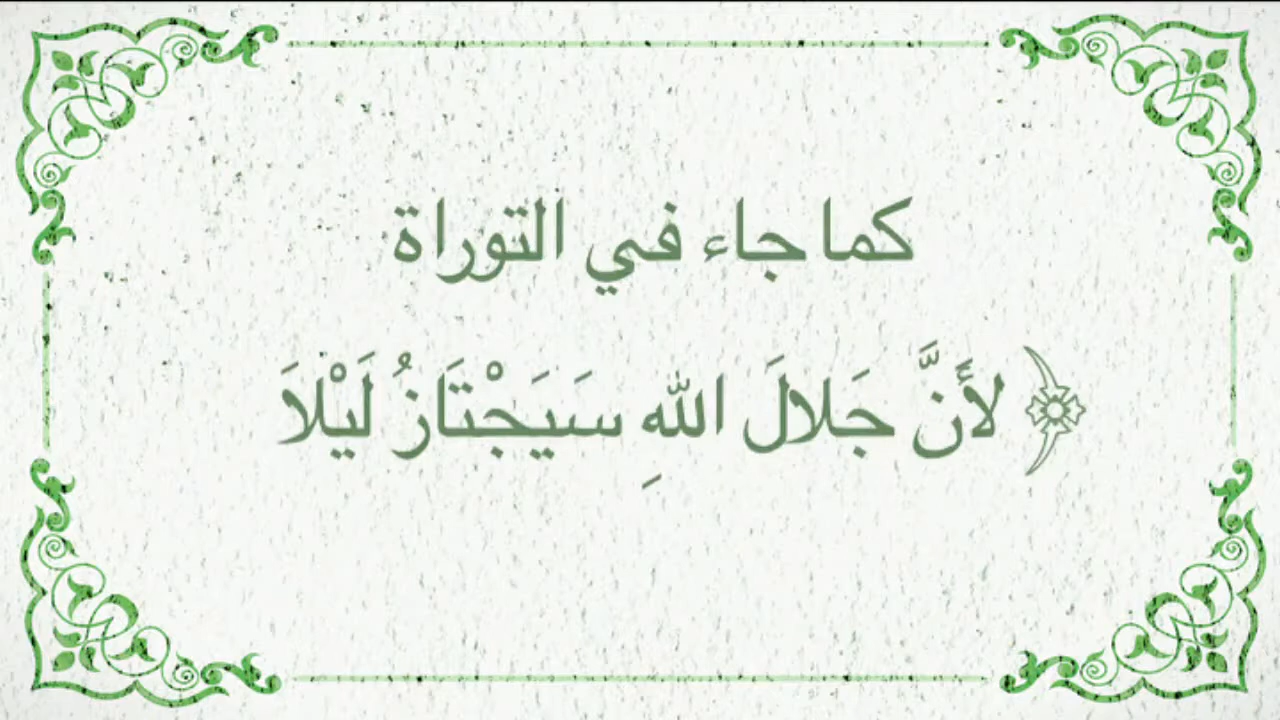 كما جاء في التوراة
﴿لأَنَّ جَلالَ اللهِ سَيَجْتَازُ لَيْلاَ